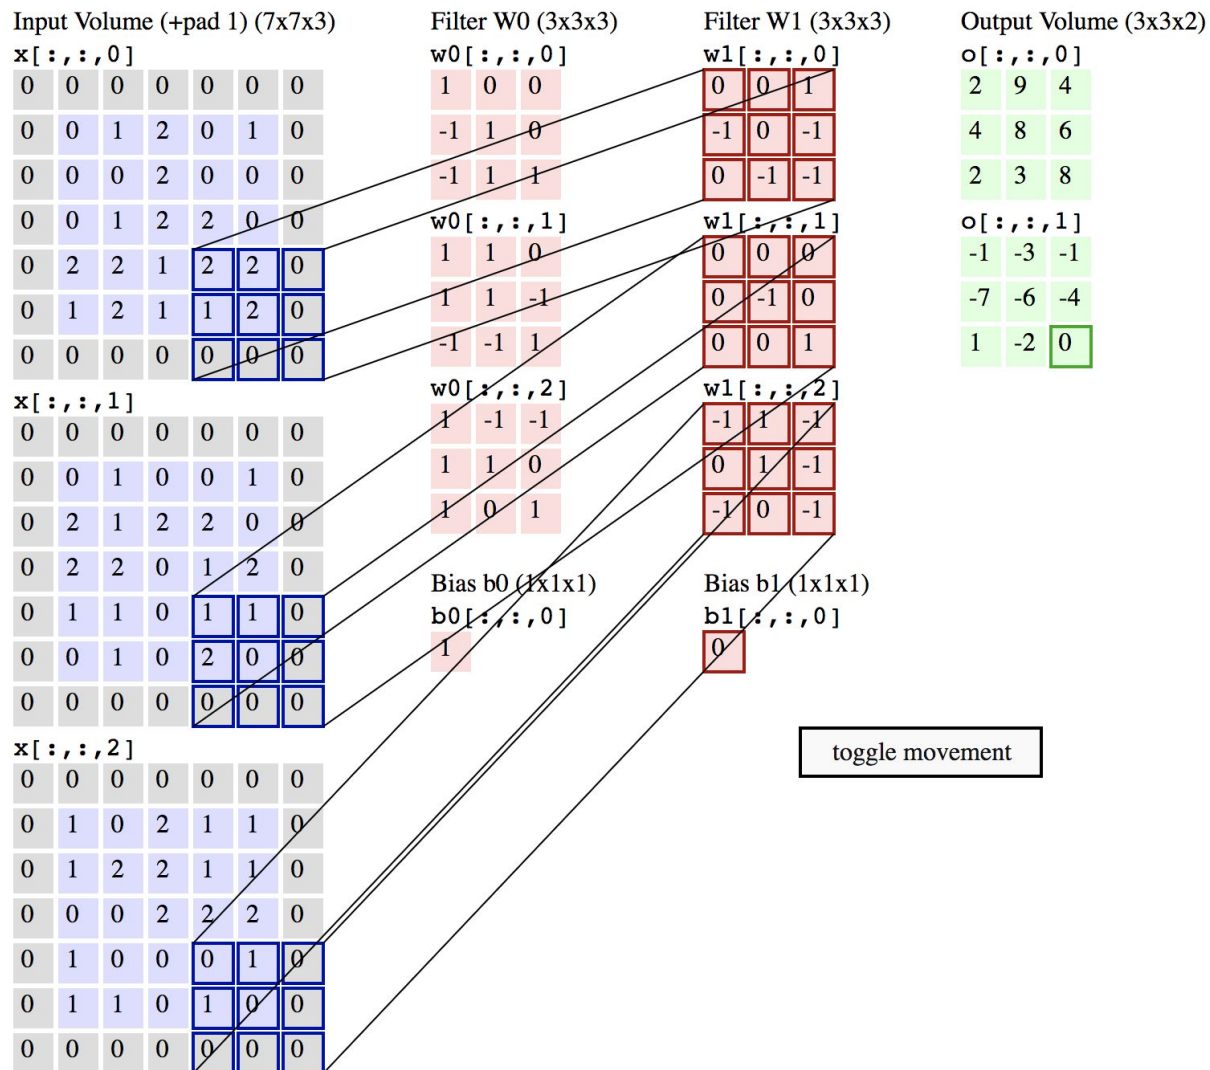 Input Volume (+pad 1) (7x7x3)
x[:,:,0]
0 0 0 0 0 0 0
0 0 1 2 0 1 0
0 0 0 2 0 0 0
0 0 1 2 2 0 0
0 2 2 1 2 2 0
0 1 2 1 1 2 0
0 0 0 0 0 0 0
x[:,:,1]
0 0 0 0 0 0 0
0 0 1 0 0 1 0
0 2 1 2 2 0 0
0 2 2 0 1 2 0
0 1 1 0 1 1 0
0 0 1 0 2 0 0
0 0 0 0 0 0 0
x[:,:,2]
0 0 0 0 0 0 0
0 1 0 2 1 1 0
0 1 2 2 1 1 0
0 0 0 2 2 2 0
0 1 0 0 0 1 0
0 1 1 0 1 0 0
0 0 0 0 0 0 0
Filter W0 (3x3x3)
w0[:,:,0]
1 0 0
-1 1 0
-1 1 1
w0[:,:,1]
1 1 0
1 1 -1
-1 -1 1
w0[:,:,2]
1 -1 -1
1 1 0
1 0 1
Bias b0 (1x1x1)
b0[:,:,0]
1
Filter W1 (3x3x3)
w1[:,:,0]
0 0 1
-1 0 -1
0 -1 -1
w1[:,:,1]
0 0 0
0 -1 0
0 0 1
w1[:,:,2]
-1 1 -1
0 1 -1
-1 0 -1
Bias b1 (1x1x1)
b1[:,:,0]
0
Output Volume (3x3x2)
o[:,:,0]
2 9 4
4 8 6
2 3 8
o[:,:,1]
-1 -3 -1
-7 -6 -4
1 -2 0
toggle movement